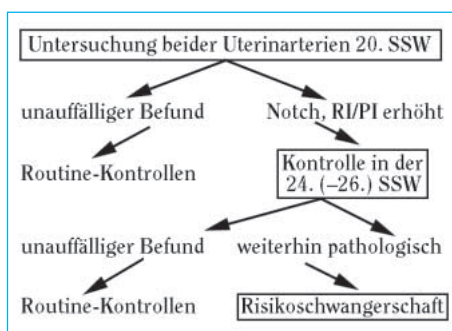 Untersuchung beider Uterinarterien 20. SSW
unauffälliger Befund
Notch, RI/PI erhöht
Routine-Kontrollen
Kontrolle in der
24. (–26.) SSW
unauffälliger Befund
weiterhin pathologisch
Routine-Kontrollen
Risikoschwangerschaft